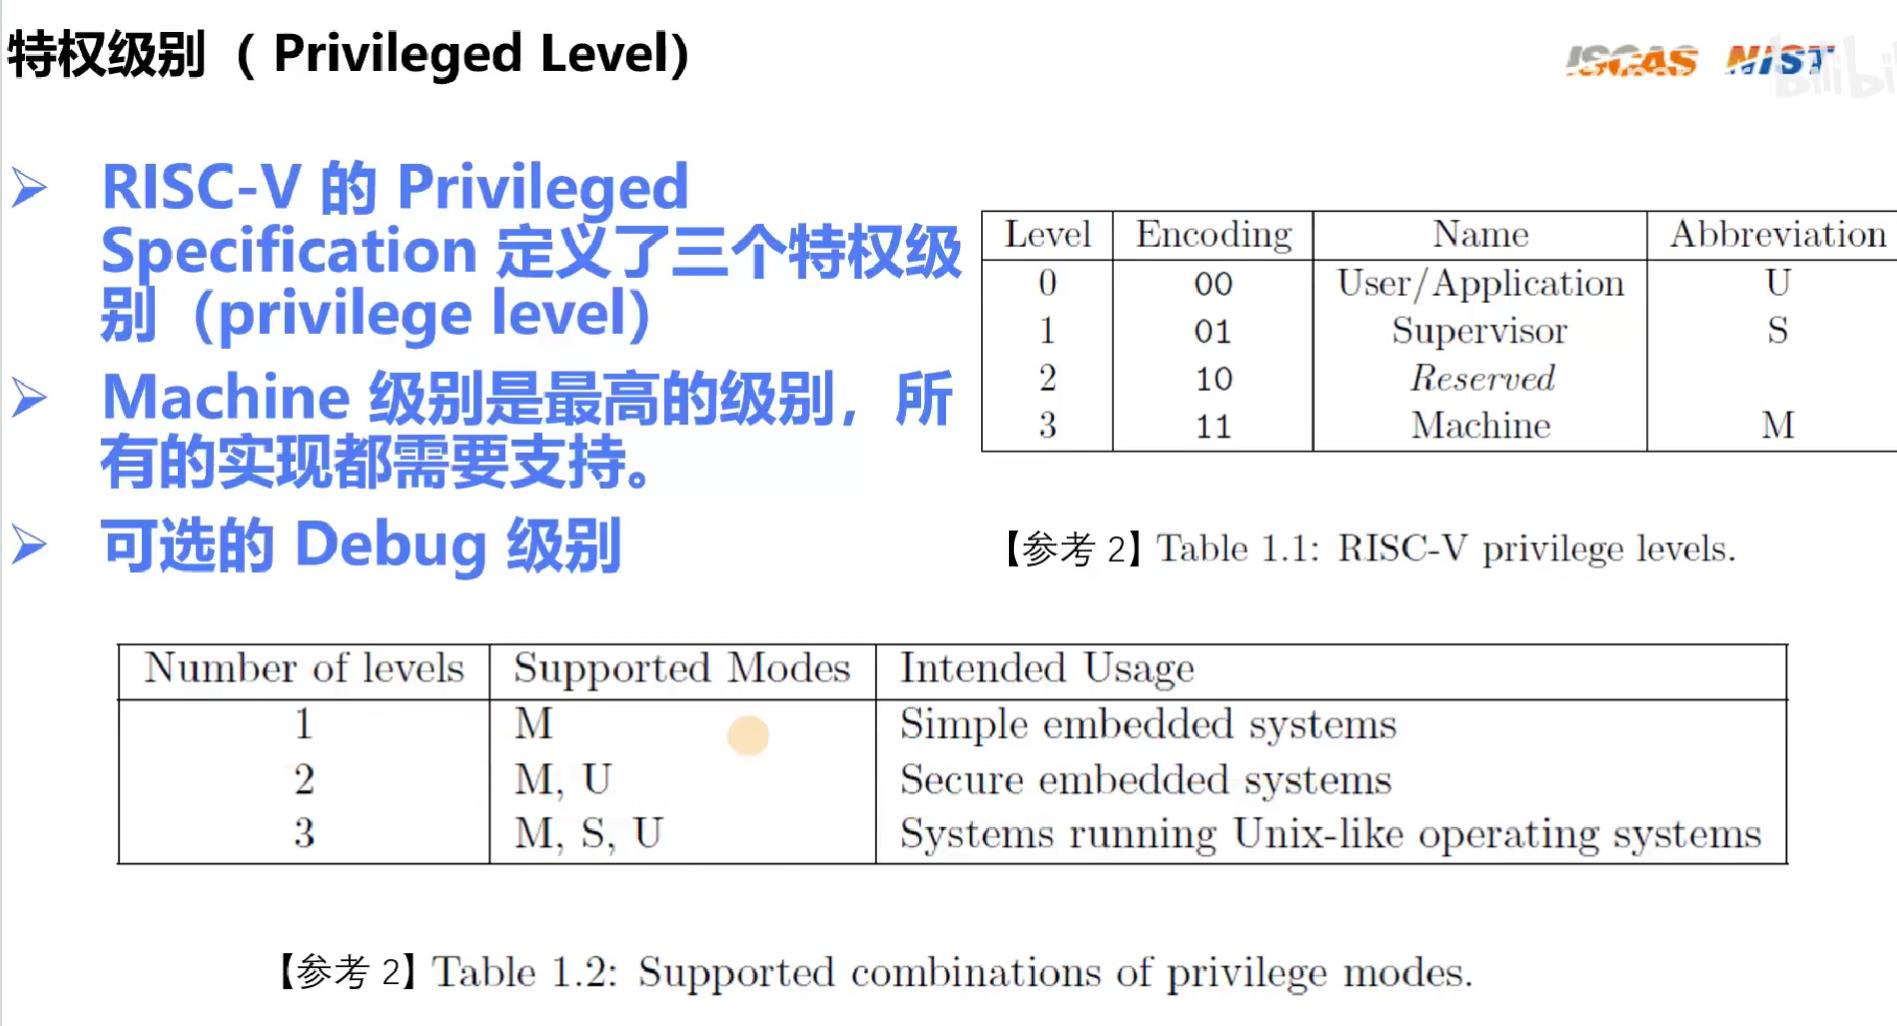 特权级别（ Privileged Level）
ISCAS
bilibi
➢ RISC-V 的 Privileged
Specification 定义了三个特权级
别（privilege level）
➢ Machine 级别是最高的级别，所
有的实现都需要支持。
➢ 可选的 Debug 级别
Level Encoding Name Abbreviation
0 00 User/Application U
1 01 Supervisor S
2 10 Reserved
3 11 Machine M
【参考 2】Table 1.1: RISC-V privilege levels.
Number of levels Supported Modes Intended Usage
1 M Simple embedded systems
2 M, U Secure embedded systems
3 M, S, U Systems running Unix-like operating systems
【参考 2】Table 1.2: Supported combinations of privilege modes.